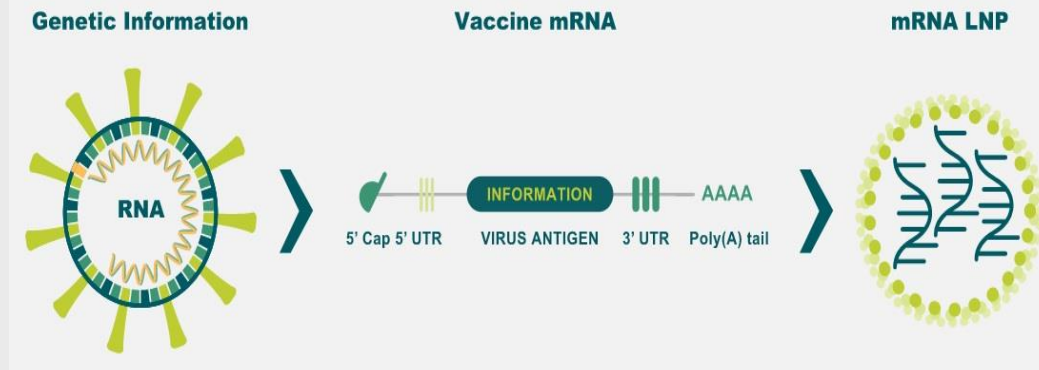 Genetic Information
Vaccine mRNA
mRNA LNP
RNA
INFORMATION
AAAA
5’ Cap 5’ UTR
VIRUS ANTIGEN
3’ UTR
Poly(A) tail